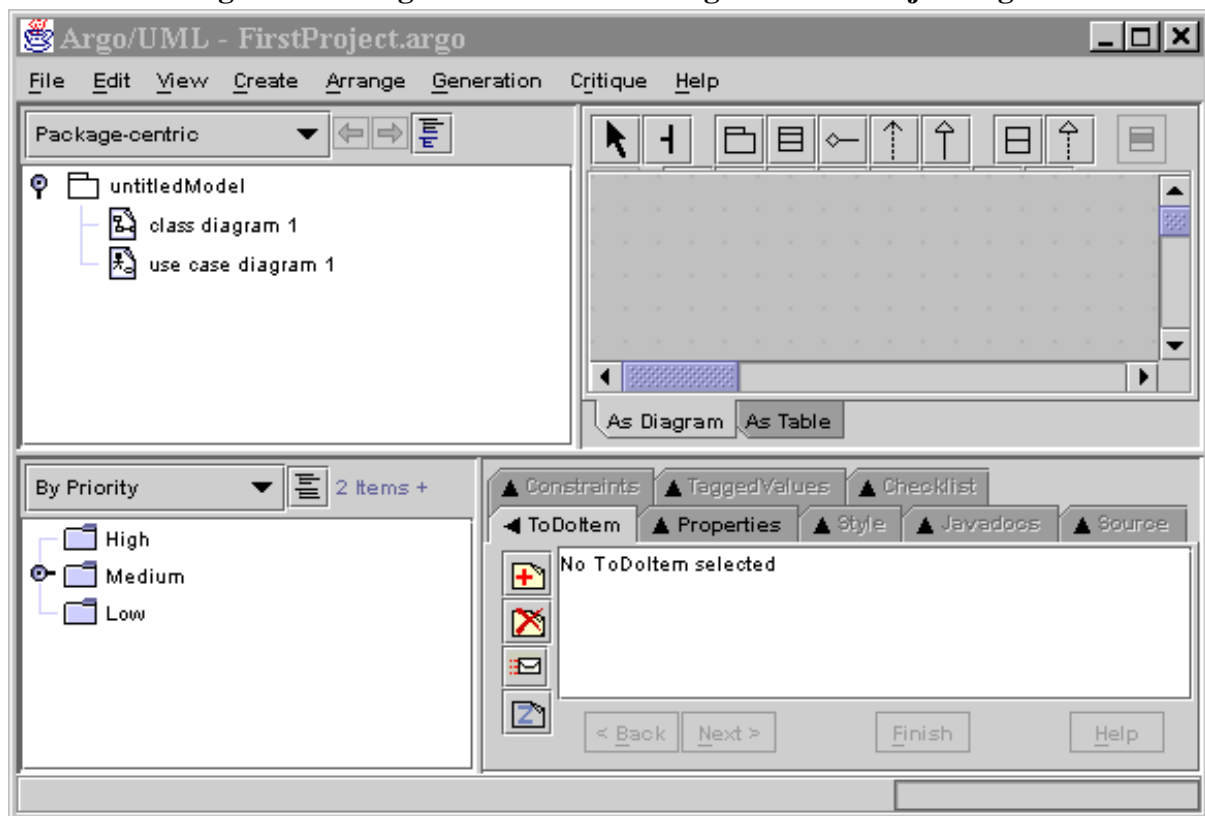 Argo/UML - FirstProject.argo
File Edit View Create Arrange Generation Critique Help
Package-centric
untitledModel
class diagram 1
use case diagram 1
As Diagram As Table
By Priority 2 Items +
High
Medium
Low
Constraints TaggedValues Checklist
ToDoItem Properties Style Javadocs Source
No ToDoItem selected
< Back Next > Finish Help